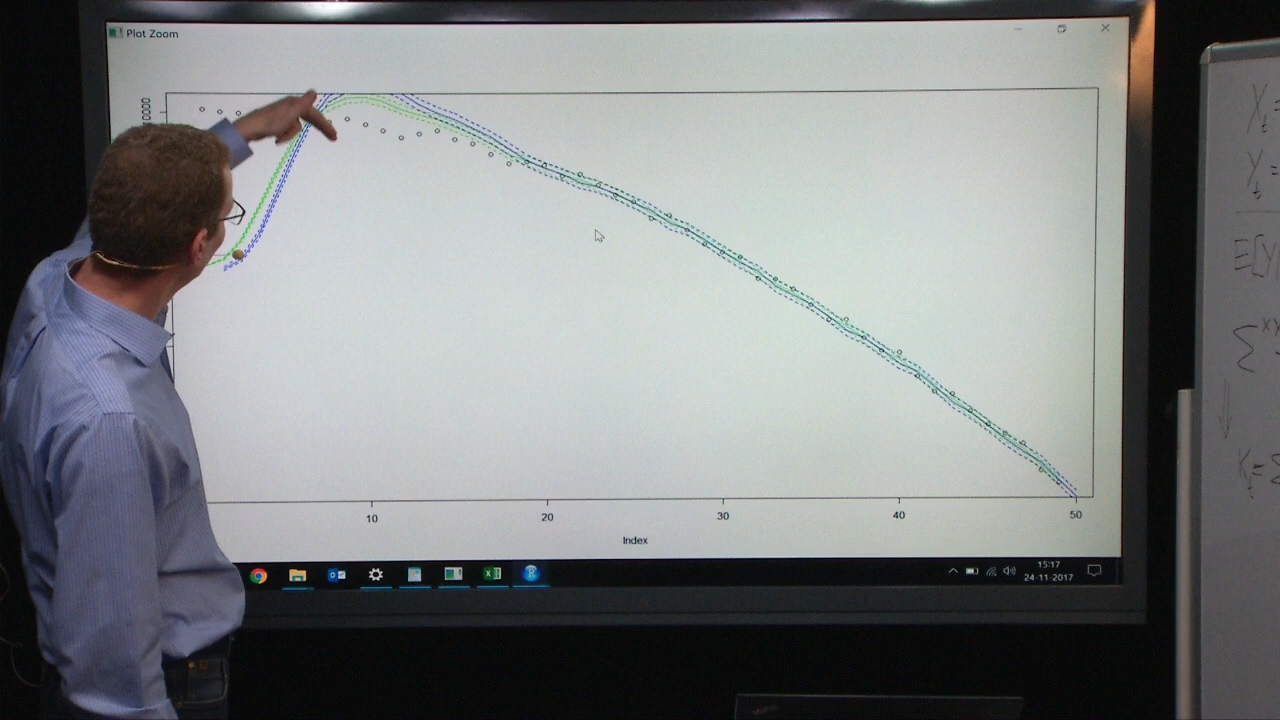 Plot Zoom
10
20
30
40
50
Index
15:17
24-11-2017
X
t
Y
t
E[Y
Σ
K
t